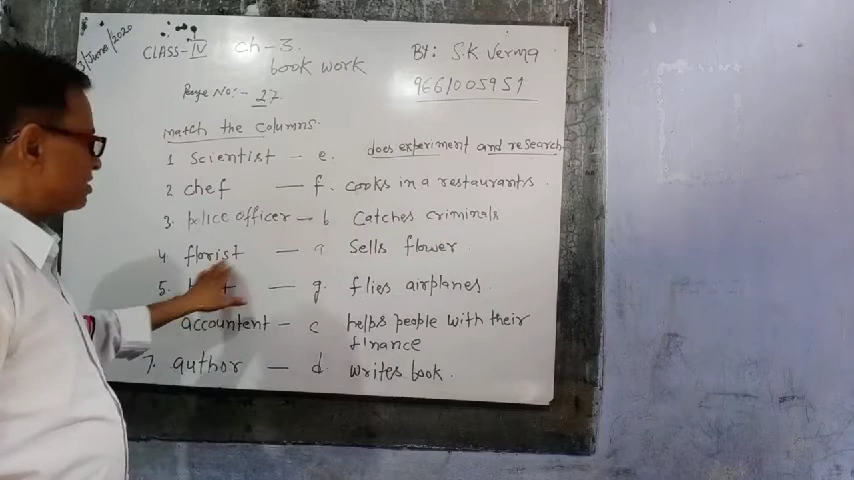 3/June/2020
CLASS-IV ch-3. By: S.K Verma
book work 9661005951
Page No:- 27.
match the columns.
1 Scientist - e. does experiment and research
2 chef - f. cooks in a restaurants.
3. police officer - b catches criminals
4. florist - a sells flower.
5. - g. flies airplanes.
accountent - c helps people with their
finance
7. author - d. writes book.